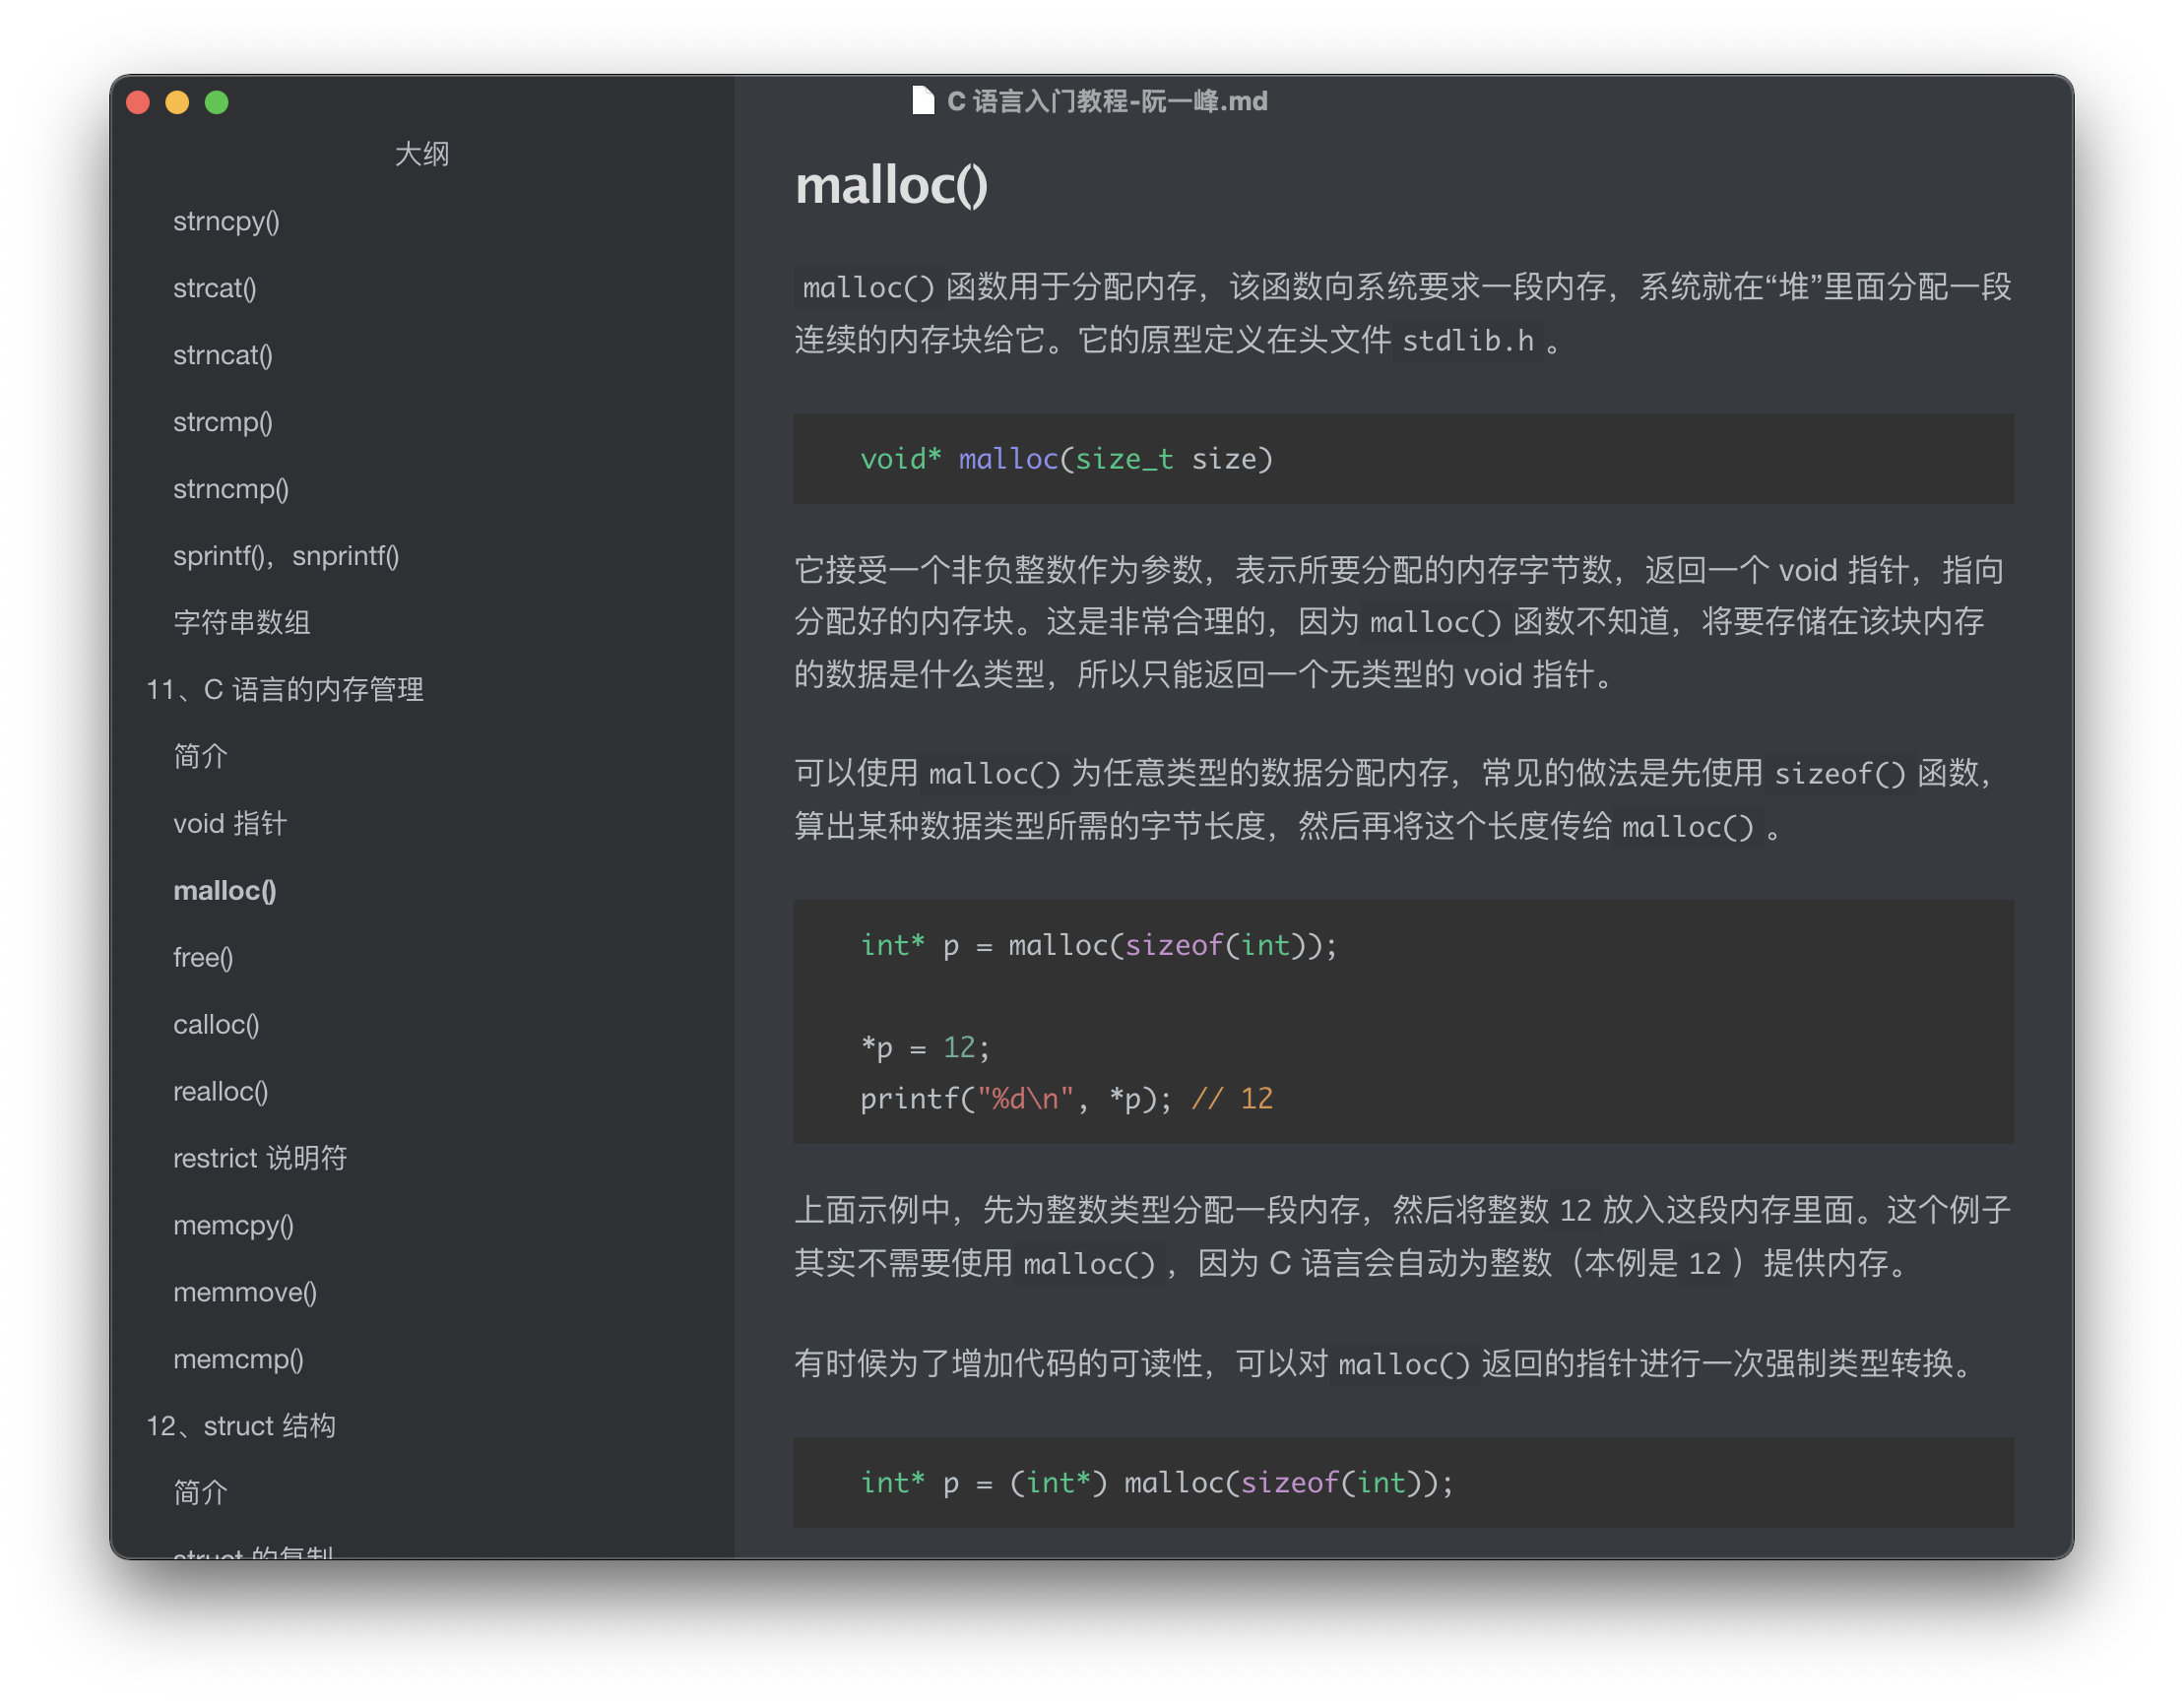 C 语言入门教程-阮一峰.md
大纲
strncpy()
strcat()
strncat()
strcmp()
strncmp()
sprintf()，snprintf()
字符串数组
11、C 语言的内存管理
简介
void 指针
malloc()
free()
calloc()
realloc()
restrict 说明符
memcpy()
memmove()
memcmp()
12、struct 结构
简介
struct 的复制
malloc()
malloc() 函数用于分配内存，该函数向系统要求一段内存，系统就在“堆”里面分配一段
连续的内存块给它。它的原型定义在头文件 stdlib.h 。
void* malloc(size_t size)
它接受一个非负整数作为参数，表示所要分配的内存字节数，返回一个 void 指针，指向
分配好的内存块。这是非常合理的，因为 malloc() 函数不知道，将要存储在该块内存
的数据是什么类型，所以只能返回一个无类型的 void 指针。
可以使用 malloc() 为任意类型的数据分配内存，常见的做法是先使用 sizeof() 函数，
算出某种数据类型所需的字节长度，然后再将这个长度传给 malloc() 。
int* p = malloc(sizeof(int));
*p = 12;
printf("%d\n", *p); // 12
上面示例中，先为整数类型分配一段内存，然后将整数 12 放入这段内存里面。这个例子
其实不需要使用 malloc() ，因为 C 语言会自动为整数（本例是 12 ）提供内存。
有时候为了增加代码的可读性，可以对 malloc() 返回的指针进行一次强制类型转换。
int* p = (int*) malloc(sizeof(int));